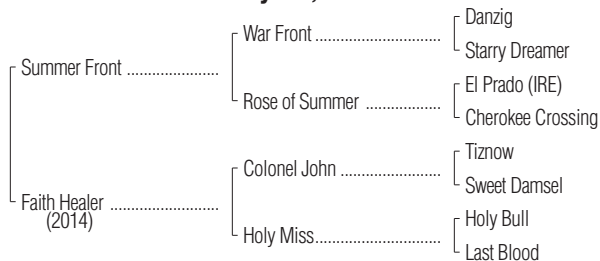 Danzig
War Front
Starry Dreamer
Summer Front
El Prado (IRE)
Rose of Summer
Cherokee Crossing
Tiznow
Colonel John
Sweet Damsel
Faith Healer
(2014)
Holy Bull
Holy Miss
Last Blood